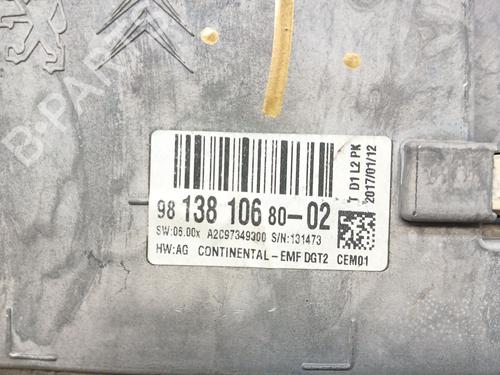 B-PARTS
98 138 106 80-02
SW:06.00x A2C97349300 S/N:131473
HW:AG CONTINENTAL-EMF DGT2 CEM01
T D1 L2 PK
2017/01/12